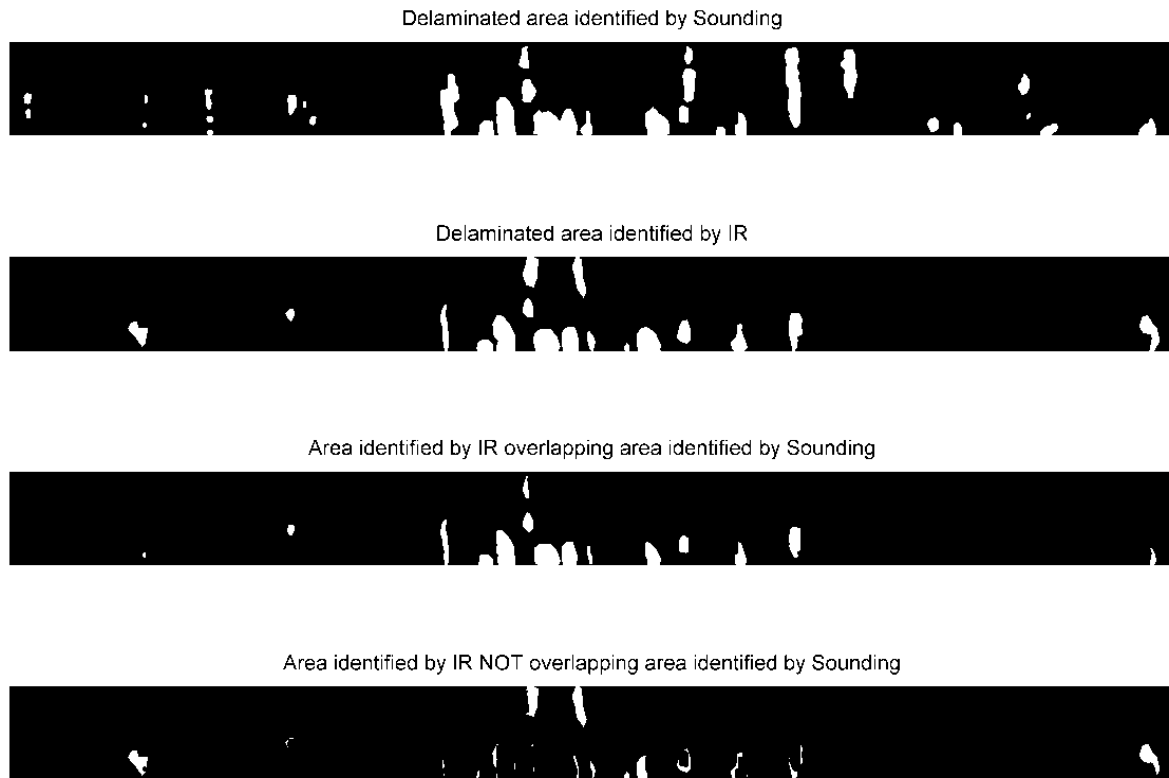 Delaminated area identified by Sounding
Delaminated area identified by IR
Area identified by IR overlapping area identified by Sounding
Area identified by IR NOT overlapping area identified by Sounding